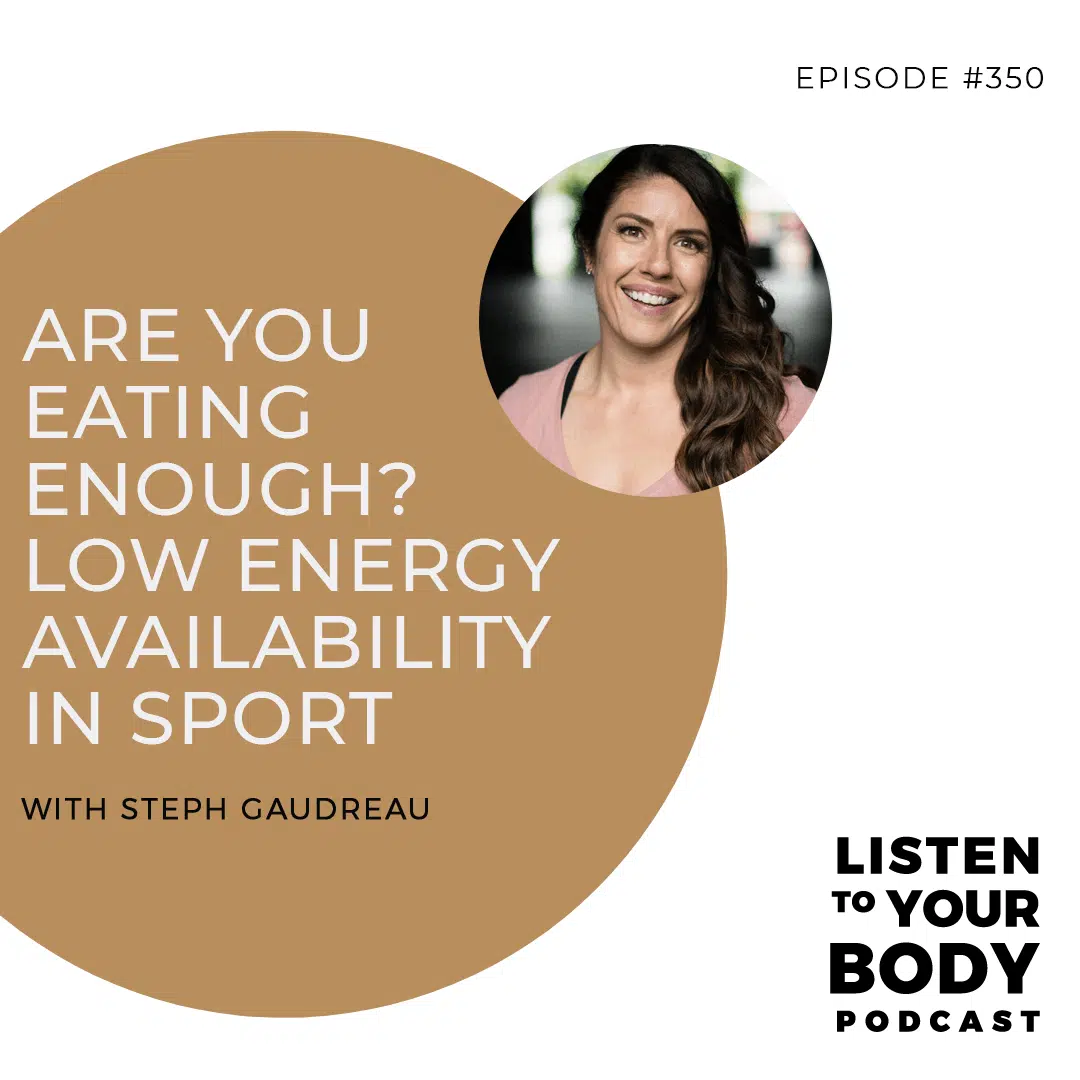 EPISODE #350
ARE YOU
EATING
ENOUGH?
LOW ENERGY
AVAILABILITY
IN SPORT
WITH STEPH GAUDREAU
LISTEN
TO YOUR
BODY
PODCAST